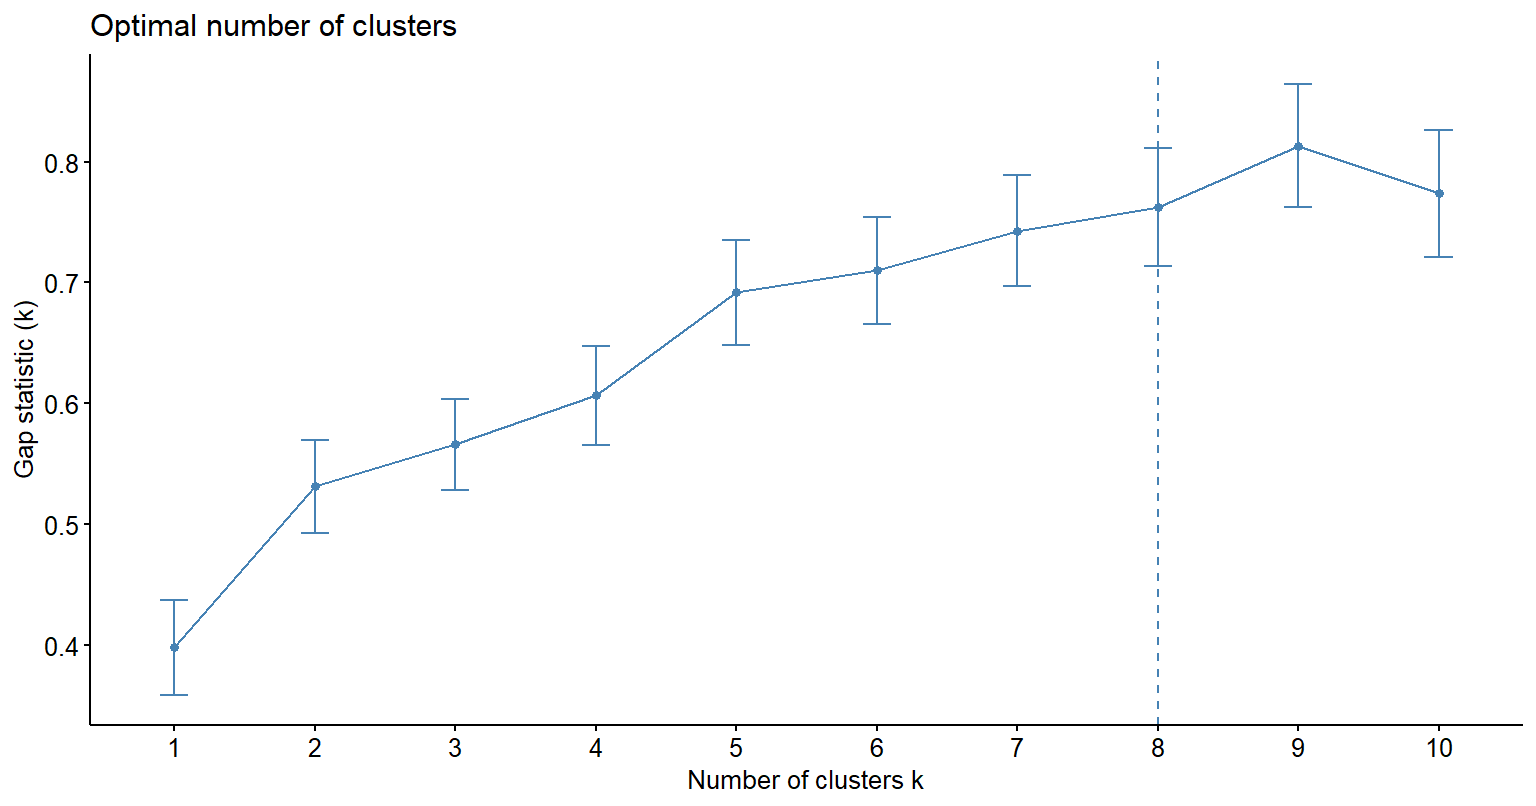 Optimal number of clusters
Gap statistic (k)
0.8
0.7
0.6
0.5
0.4
1 2 3 4 5 6 7 8 9 10
Number of clusters k